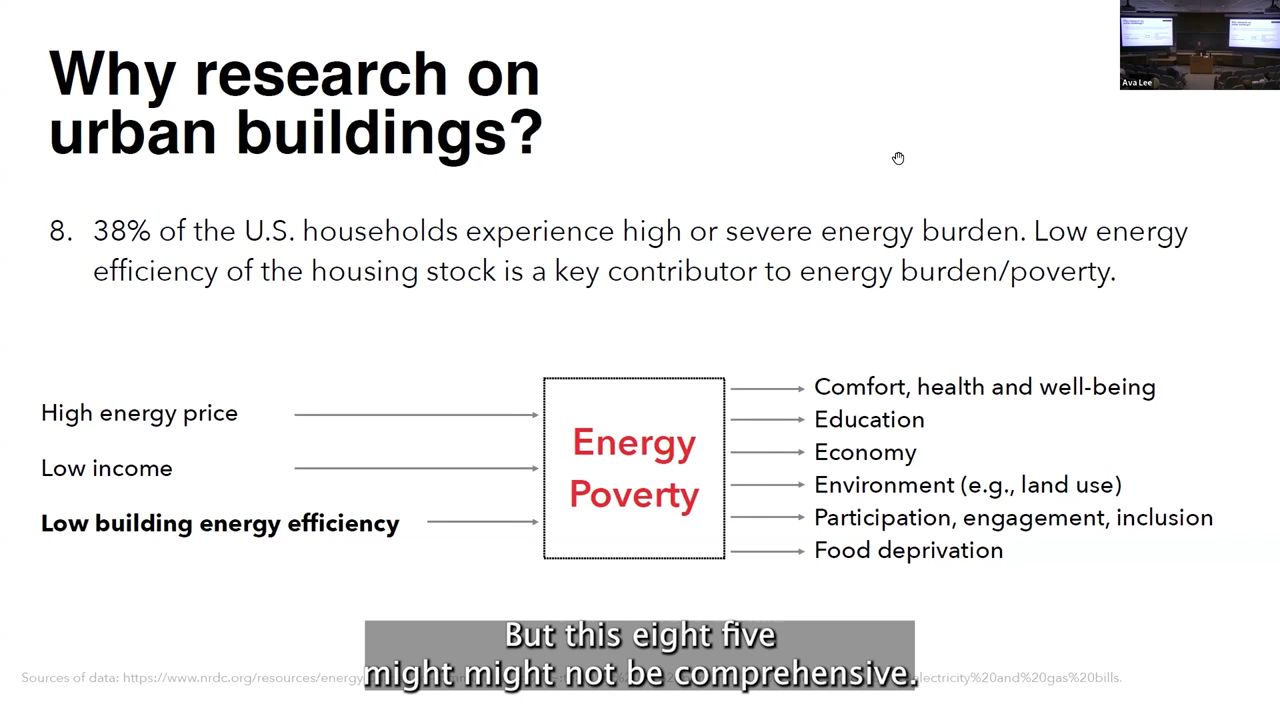 Why research on
urban buildings?
Ava Lee
8. 38% of the U.S. households experience high or severe energy burden. Low energy
efficiency of the housing stock is a key contributor to energy burden/poverty.
High energy price
Low income
Low building energy efficiency
Energy
Poverty
Comfort, health and well-being
Education
Economy
Environment (e.g., land use)
Participation, engagement, inclusion
Food deprivation
But this eight five
might might not be comprehensive.
Sources of data: https://www.nrdc.org/resources/energy
lectricity%20and%20gas%20bills.